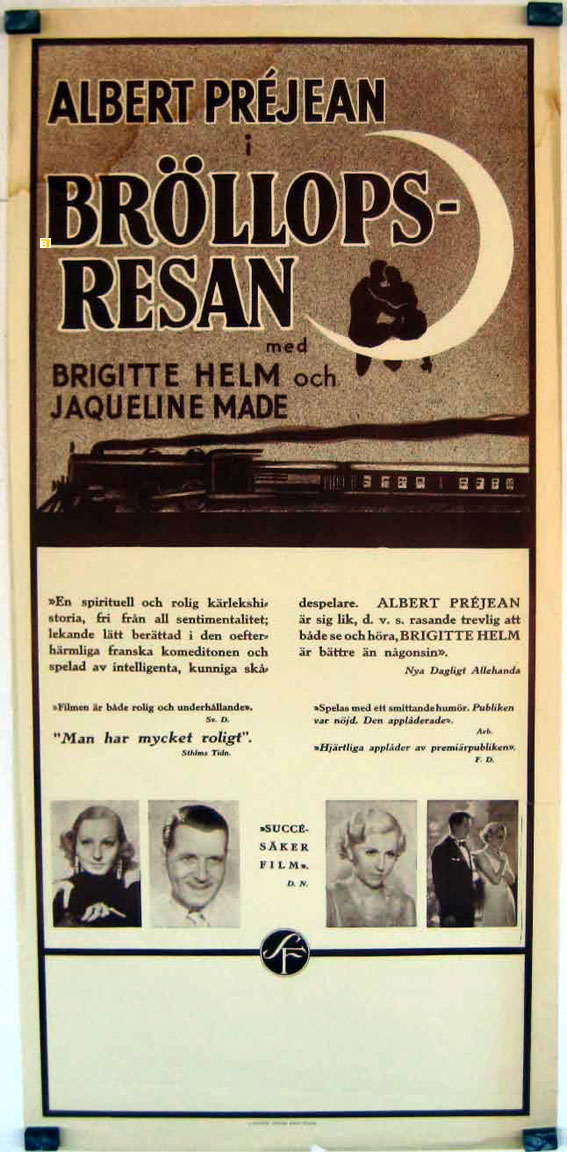 ALBERT PRÉJEAN
i
BRÖLLOPS-
RESAN
med
BRIGITTE HELM och
JAQUELINE MADE
»En spirituell och rolig kärlekshi-
storia, fri från all sentimentalitet;
lekande lätt berättad i den oefter-
härmliga franska komeditonen och
spelad av intelligenta, kunniga skå-
despelare. ALBERT PRÉJEAN
är sig lik, d. v. s. rasande trevlig att
både se och höra, BRIGITTE HELM
är bättre än någonsin».
Nya Dagligt Allehanda
»Filmen är både rolig och underhållande».
Sv. D.
"Man har mycket roligt".
Sthlms Tidn.
»Spelas med ett smittande humör. Publiken
var nöjd. Den applåderade».
Arb.
»Hjärtliga applåder av premiärpubliken».
F. D.
»SUCCÉ-
SÄKER
FILM».
D. N.
SF